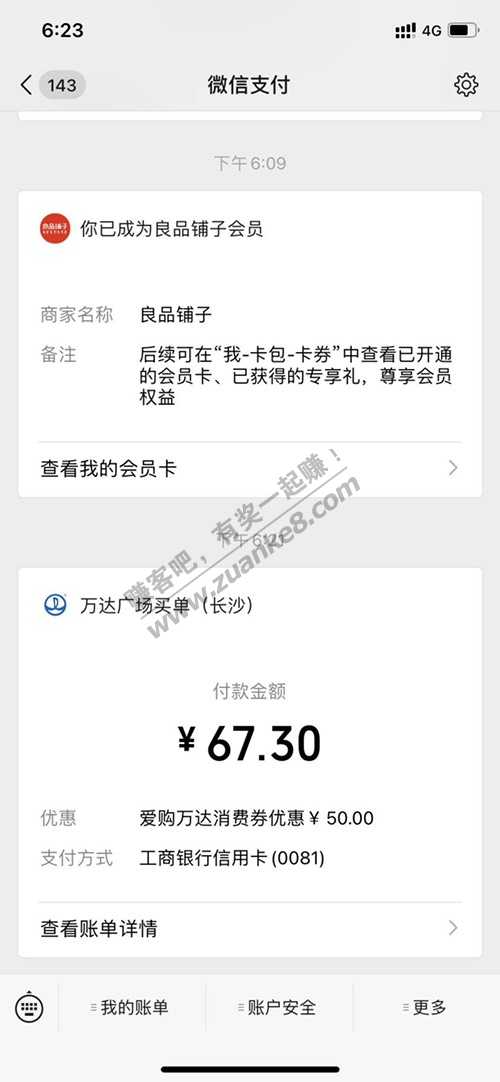 6:23
4G
143
微信支付
下午6:09
良品铺子
你已成为良品铺子会员
商家名称 良品铺子
备注 后续可在“我-卡包-卡券”中查看已开通
的会员卡、已获得的专享礼，尊享会员
权益
查看我的会员卡
赚客吧，有奖一起赚！
www.zuanke8.com
下午6:21
万达广场买单（长沙）
付款金额
¥ 67.30
优惠 爱购万达消费券优惠¥ 50.00
支付方式 工商银行信用卡(0081)
查看账单详情
我的账单
账户安全
更多